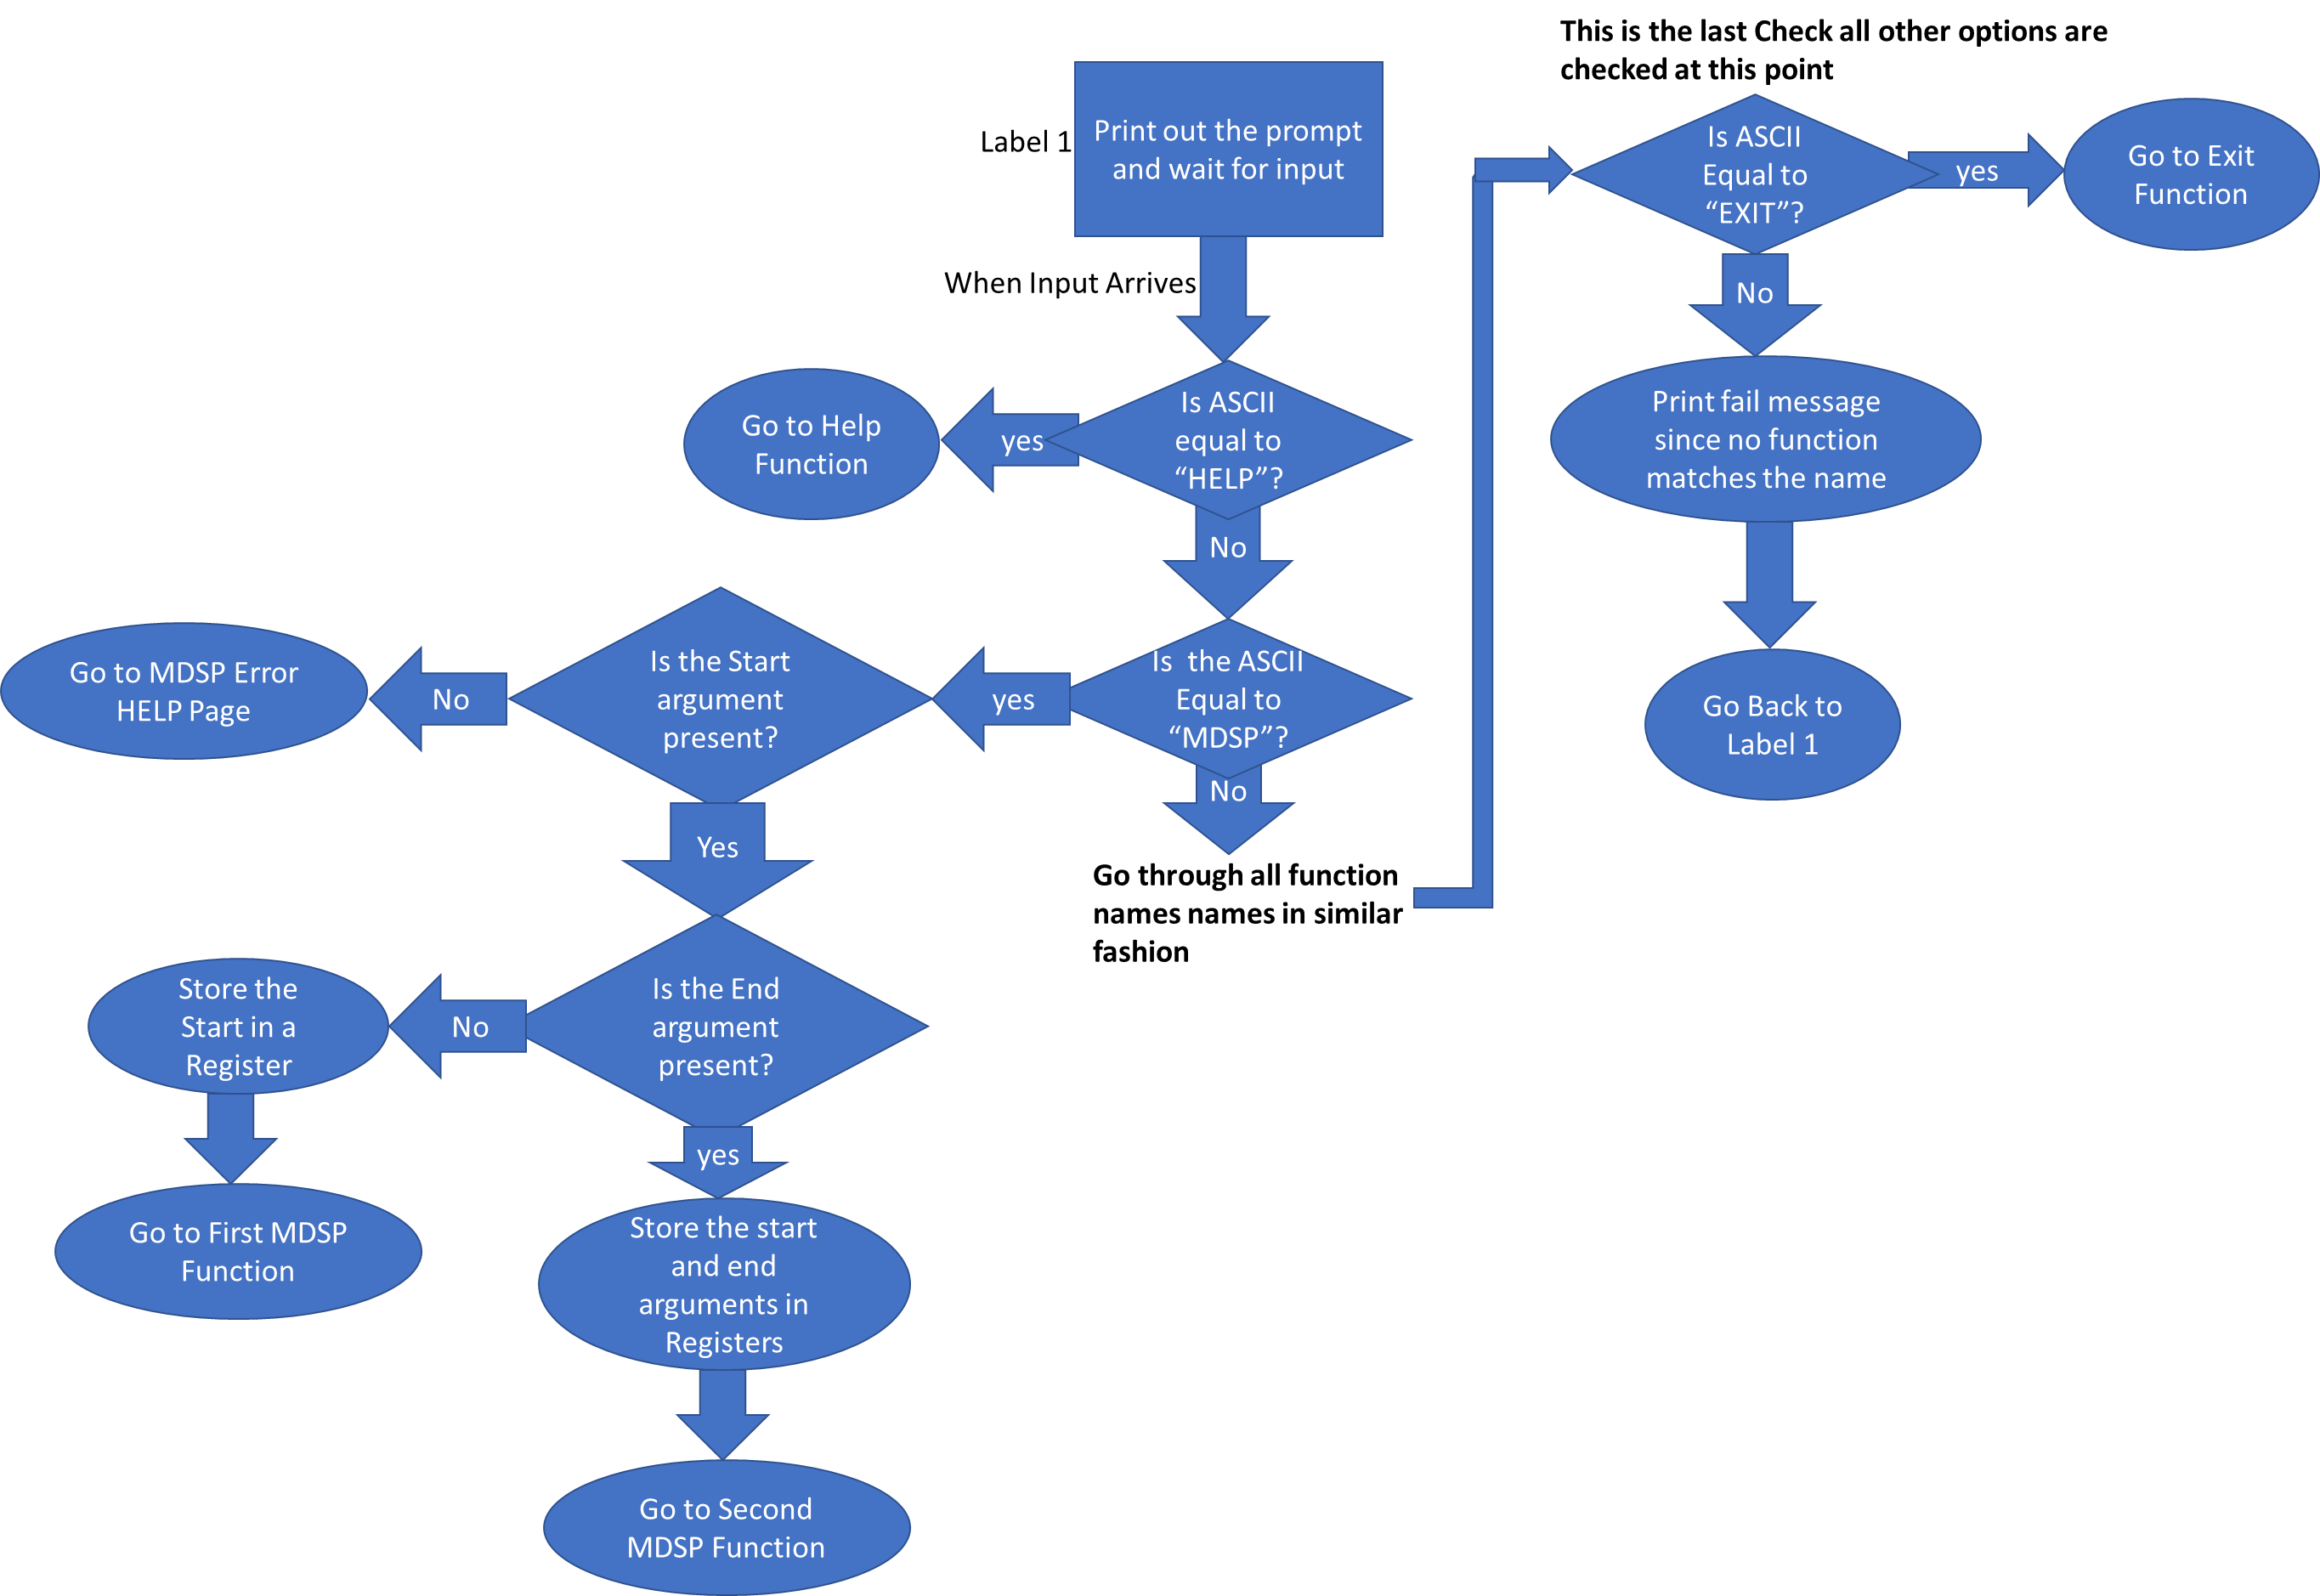 This is the last Check all other options are
checked at this point
Label 1
Print out the prompt
and wait for input
Is ASCII
Equal to
“EXIT”?
yes
Go to Exit
Function
When Input Arrives
No
Go to Help
Function
yes
Is ASCII
equal to
“HELP”?
Print fail message
since no function
matches the name
No
Go to MDSP Error
HELP Page
No
Is the Start
argument
present?
yes
Is  the ASCII
Equal to
“MDSP”?
Go Back to
Label 1
No
Yes
Go through all function
names names in similar
fashion
Store the
Start in a
Register
No
Is the End
argument
present?
yes
Go to First MDSP
Function
Store the start
and end
arguments in
Registers
Go to Second
MDSP Function